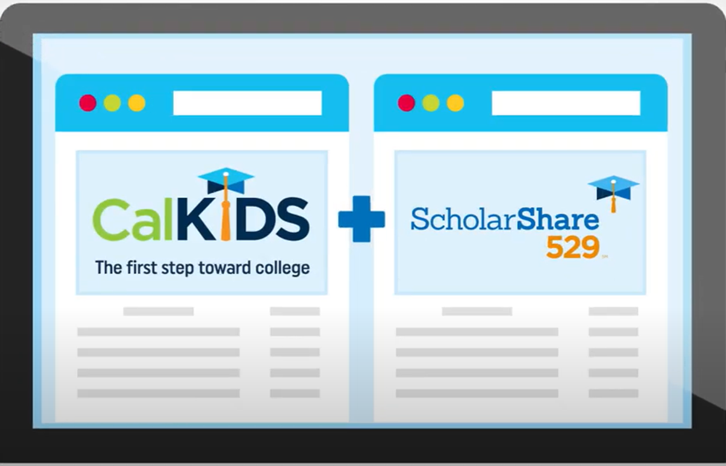 CalKIDS
The first step toward college
ScholarShare
529